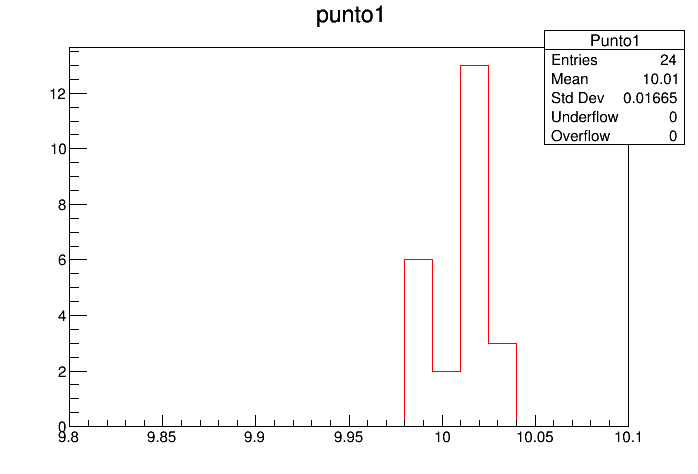 punto1
Punto1
Entries 24
Mean 10.01
Std Dev 0.01665
Underflow 0
Overflow 0
12
10
8
6
4
2
0
9.8 9.85 9.9 9.95 10 10.05 10.1